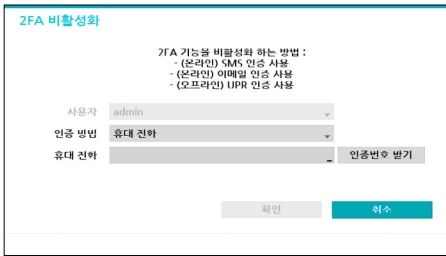 2FA 비활성화
2FA 기능을 비활성화 하는 방법 :
- (온라인) SMS 인증 사용
- (온라인) 이메일 인증 사용
- (오프라인) UPR 인증 사용
사용자 admin
인증 방법 휴대 진화
휴대 진화 _ 인증번호 받기
확인 취소